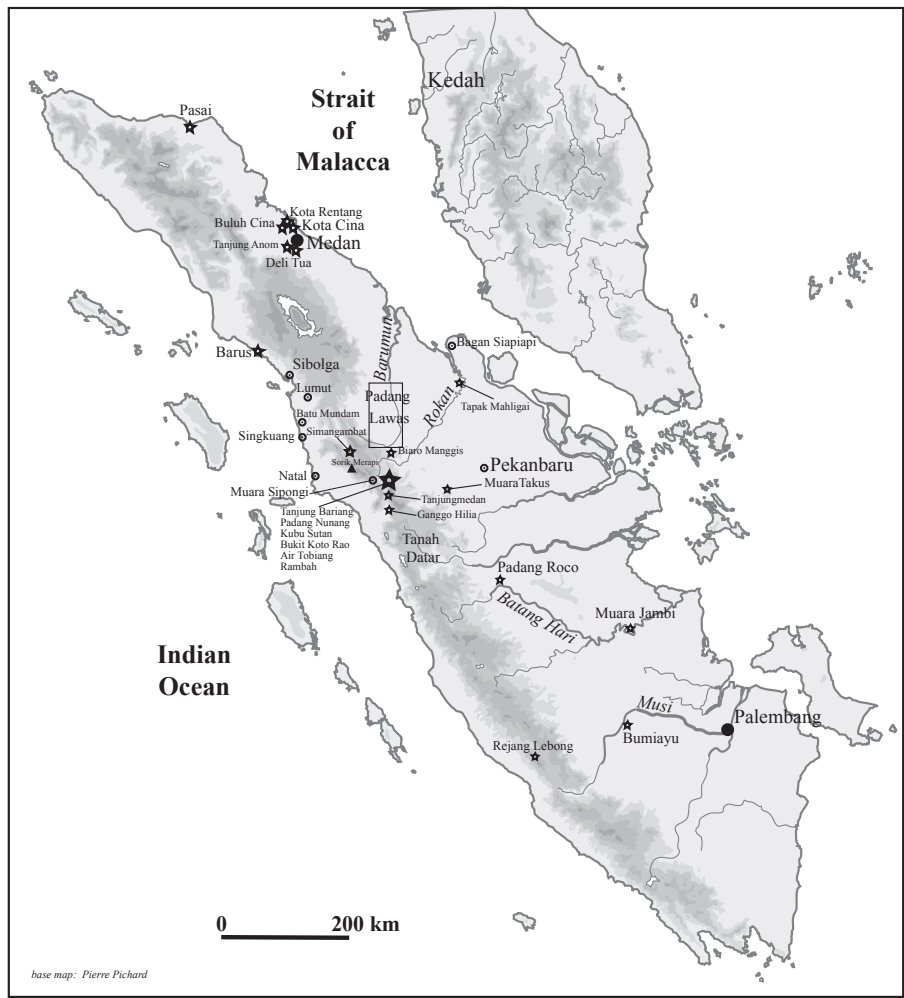 Kedah
Strait
of
Malacca
Pasai
Kota Rentang
Buluh Cina
Kota Cina
Tanjung Anom
Medan
Deli Tua
Barumun
Bagan Siapiapi
Barus
Sibolga
Lumut
Padang
Lawas
Rokan
Tapak Mahligai
Batu Mundam
Simangambat
Singkuang
Sorik Merapi
Biaro Manggis
Pekanbaru
Natal
MuaraTakus
Muara Sipongi
Tanjungmedan
Tanjung Bariang
Padang Nunang
Kubu Sutan
Bukit Koto Rao
Air Tobiang
Rambah
Ganggo Hilia
Tanah
Datar
Padang Roco
Batang Hari
Muara Jambi
Indian
Ocean
Musi
Palembang
Bumiayu
Rejang Lebong
0 200 km
base map: Pierre Pichard